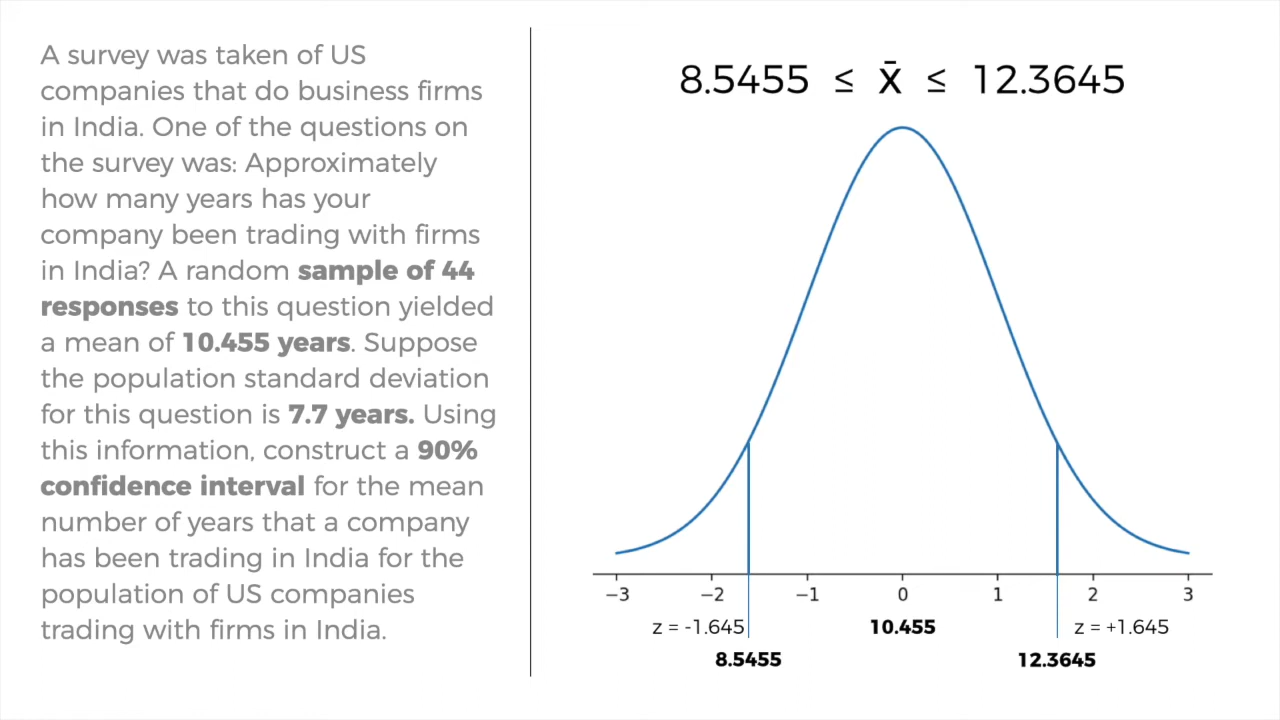 A survey was taken of US
companies that do business firms
in India. One of the questions on
the survey was: Approximately
how many years has your
company been trading with firms
in India? A random sample of 44
responses to this question yielded
a mean of 10.455 years. Suppose
the population standard deviation
for this question is 7.7 years. Using
this information, construct a 90%
confidence interval for the mean
number of years that a company
has been trading in India for the
population of US companies
trading with firms in India.
8.5455 ≤ x̄ ≤ 12.3645
−3 −2 −1 0 1 2 3
z = -1.645 10.455 z = +1.645
8.5455 12.3645